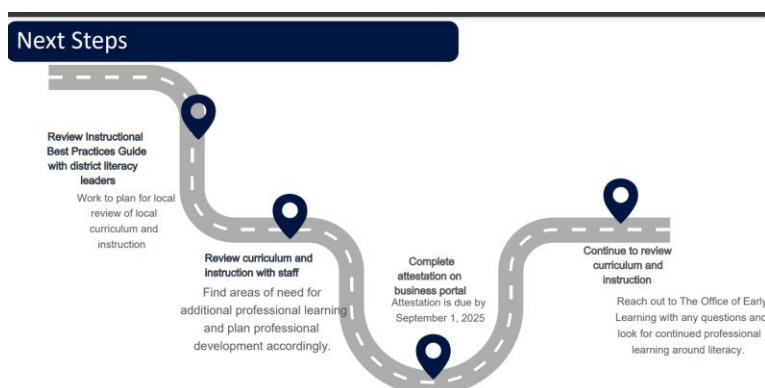 Next Steps
Review Instructional
Best Practices Guide
with district literacy
leaders
Work to plan for local
review of local
curriculum and
instruction
Review curriculum and
instruction with staff
Find areas of need for
additional professional learning
and plan professional
development accordingly.
Complete
attestation on
business portal
Attestation is due by
September 1, 2025
Continue to review
curriculum and
instruction
Reach out to The Office of Early
Learning with any questions and
look for continued professional
learning around literacy.